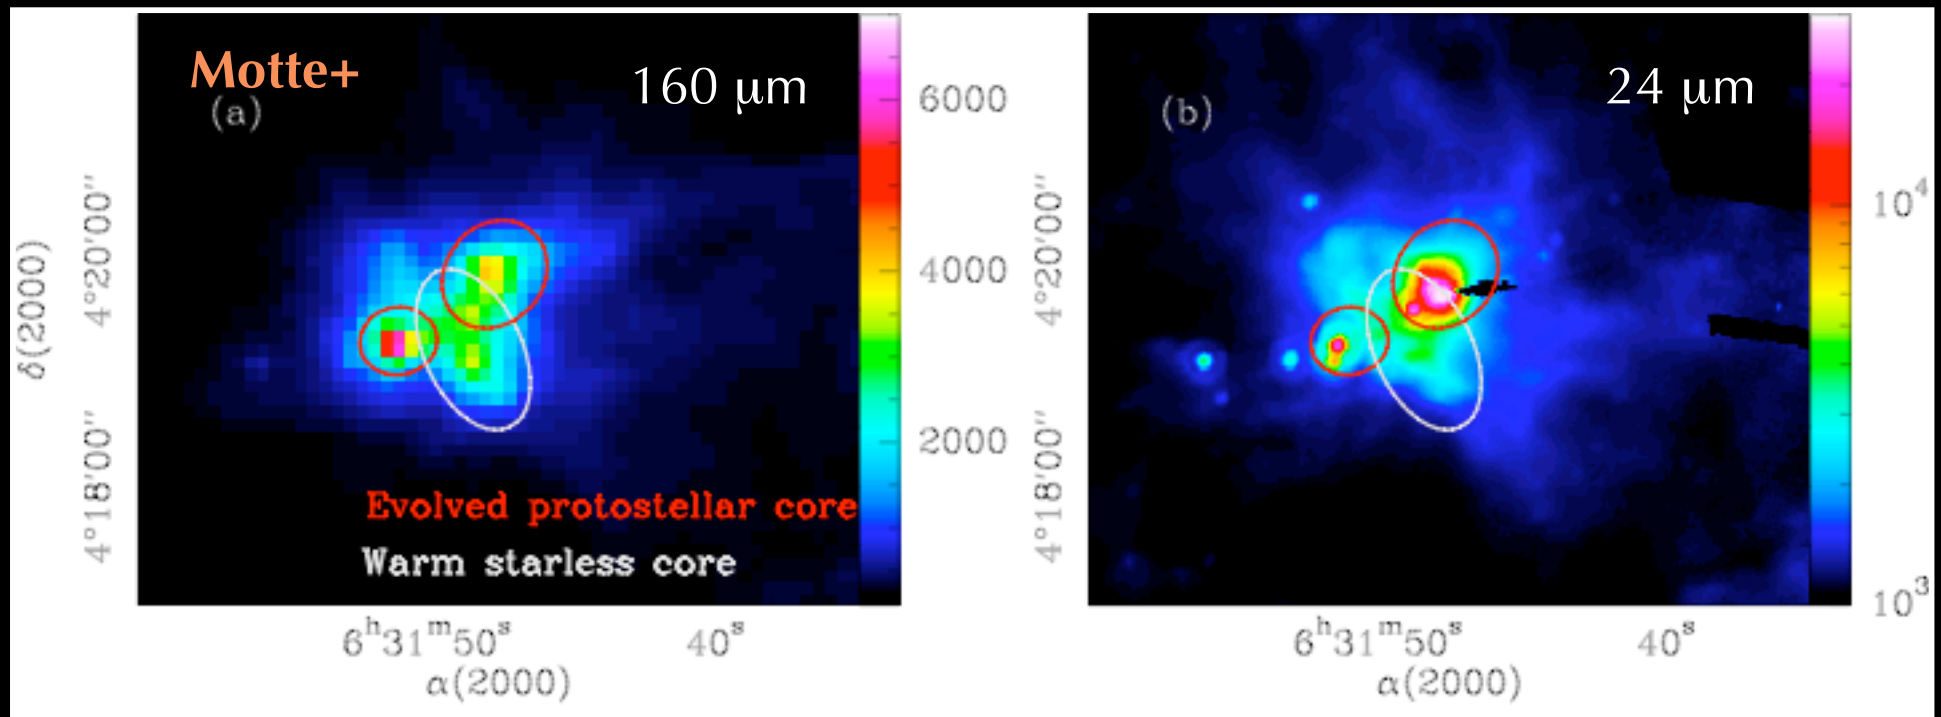 Motte+
(a)
160 μm
6000
4000
2000
δ(2000)
4°20'00''
4°18'00''
Evolved protostellar core
Warm starless core
6h31m50s
40s
α(2000)
(b)
24 μm
10⁴
10³
4°20'00''
4°18'00''
6h31m50s
40s
α(2000)